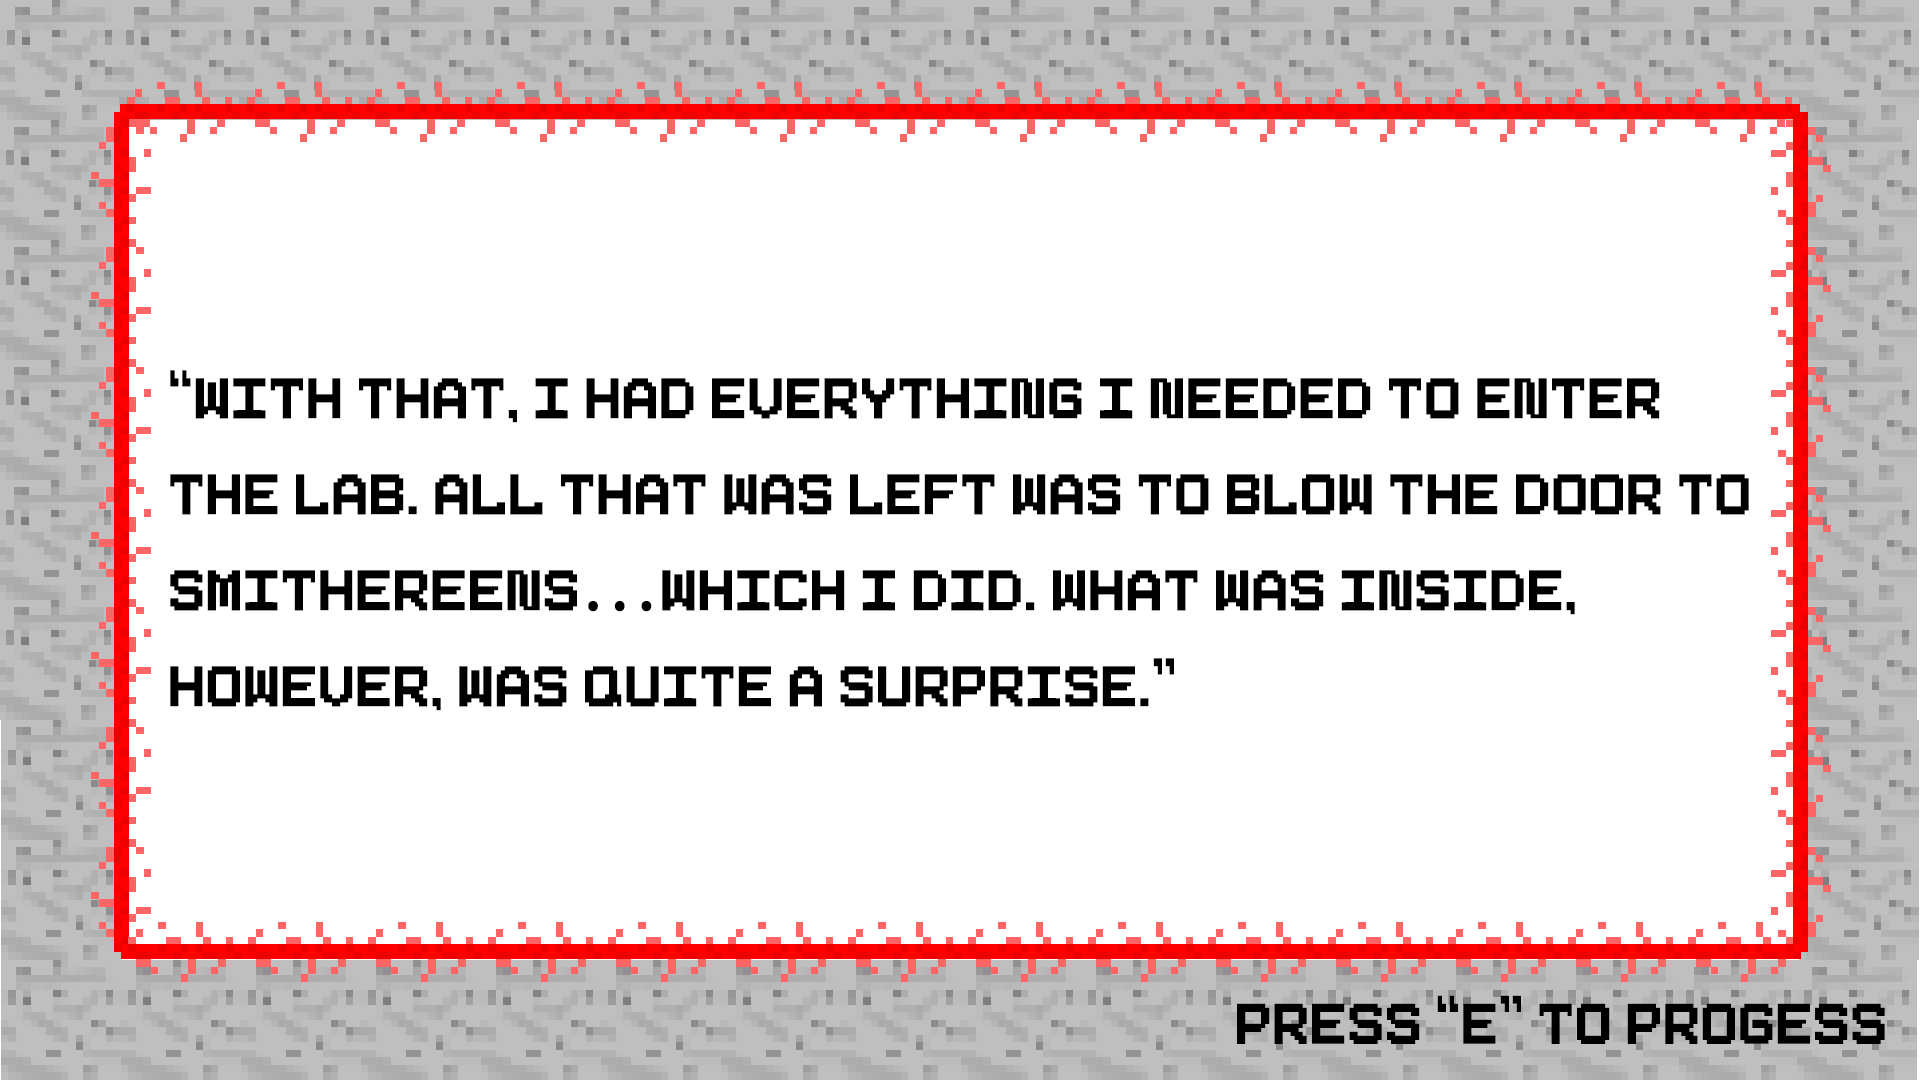 “WITH THAT, I HAD EVERYTHING I NEEDED TO ENTER
THE LAB. ALL THAT WAS LEFT WAS TO BLOW THE DOOR TO
SMITHEREENS...WHICH I DID. WHAT WAS INSIDE,
HOWEVER, WAS QUITE A SURPRISE.”
PRESS “E” TO PROGESS